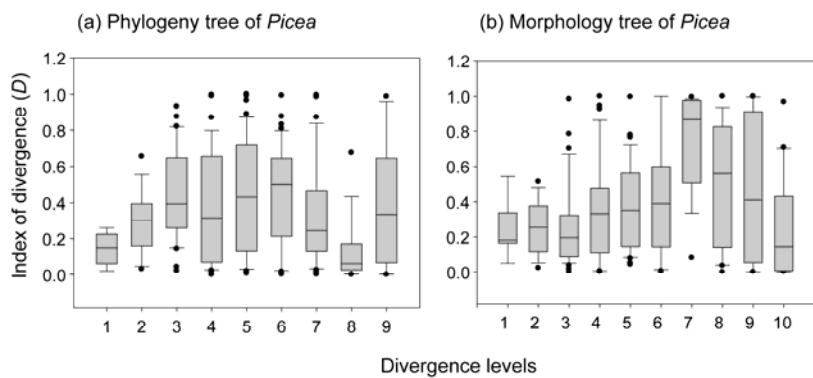 (a) Phylogeny tree of Picea
(b) Morphology tree of Picea
Index of divergence (D)
1.2
1.0
0.8
0.6
0.4
0.2
0.0
1 2 3 4 5 6 7 8 9
1.2
1.0
0.8
0.6
0.4
0.2
0.0
1 2 3 4 5 6 7 8 9 10
Divergence levels